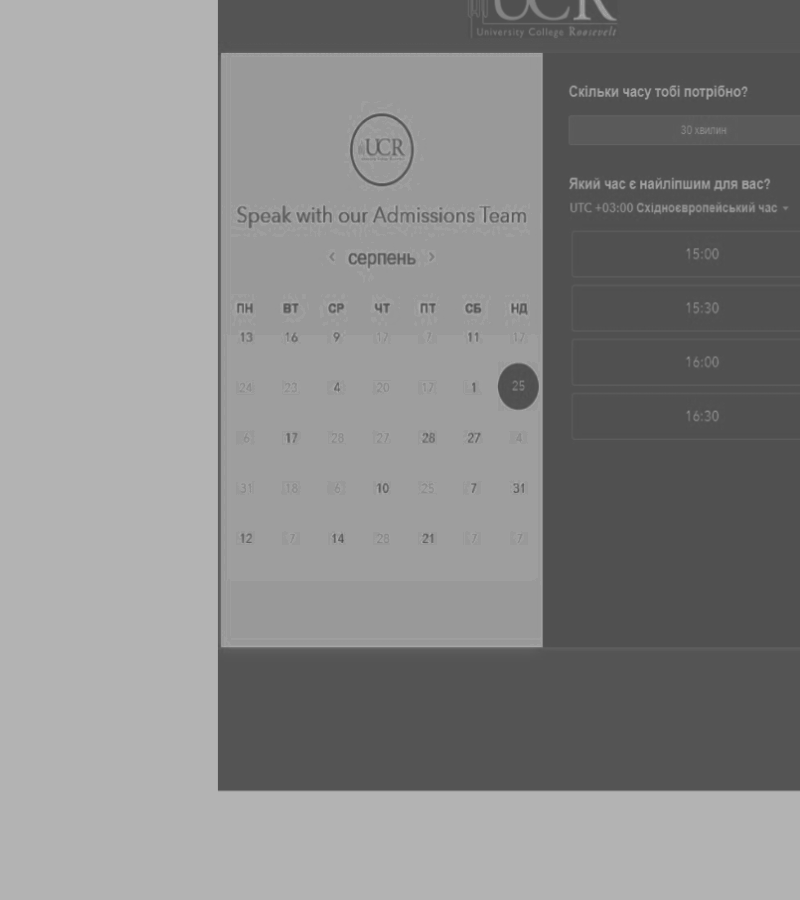 UCR
University College Roosevelt
UCR
Speak with our Admissions Team
‹ серпень ›
ПН ВТ СР ЧТ ПТ СБ НД
13 16 9 17 7 11 17
24 23 4 20 17 1 25
6 17 28 27 28 27 4
31 18 6 10 25 7 31
12 7 14 28 21 7 7
Скільки часу тобі потрібно?
30 хвилин
Який час є найліпшим для вас?
UTC +03:00 Східноєвропейський час
15:00
15:30
16:00
16:30